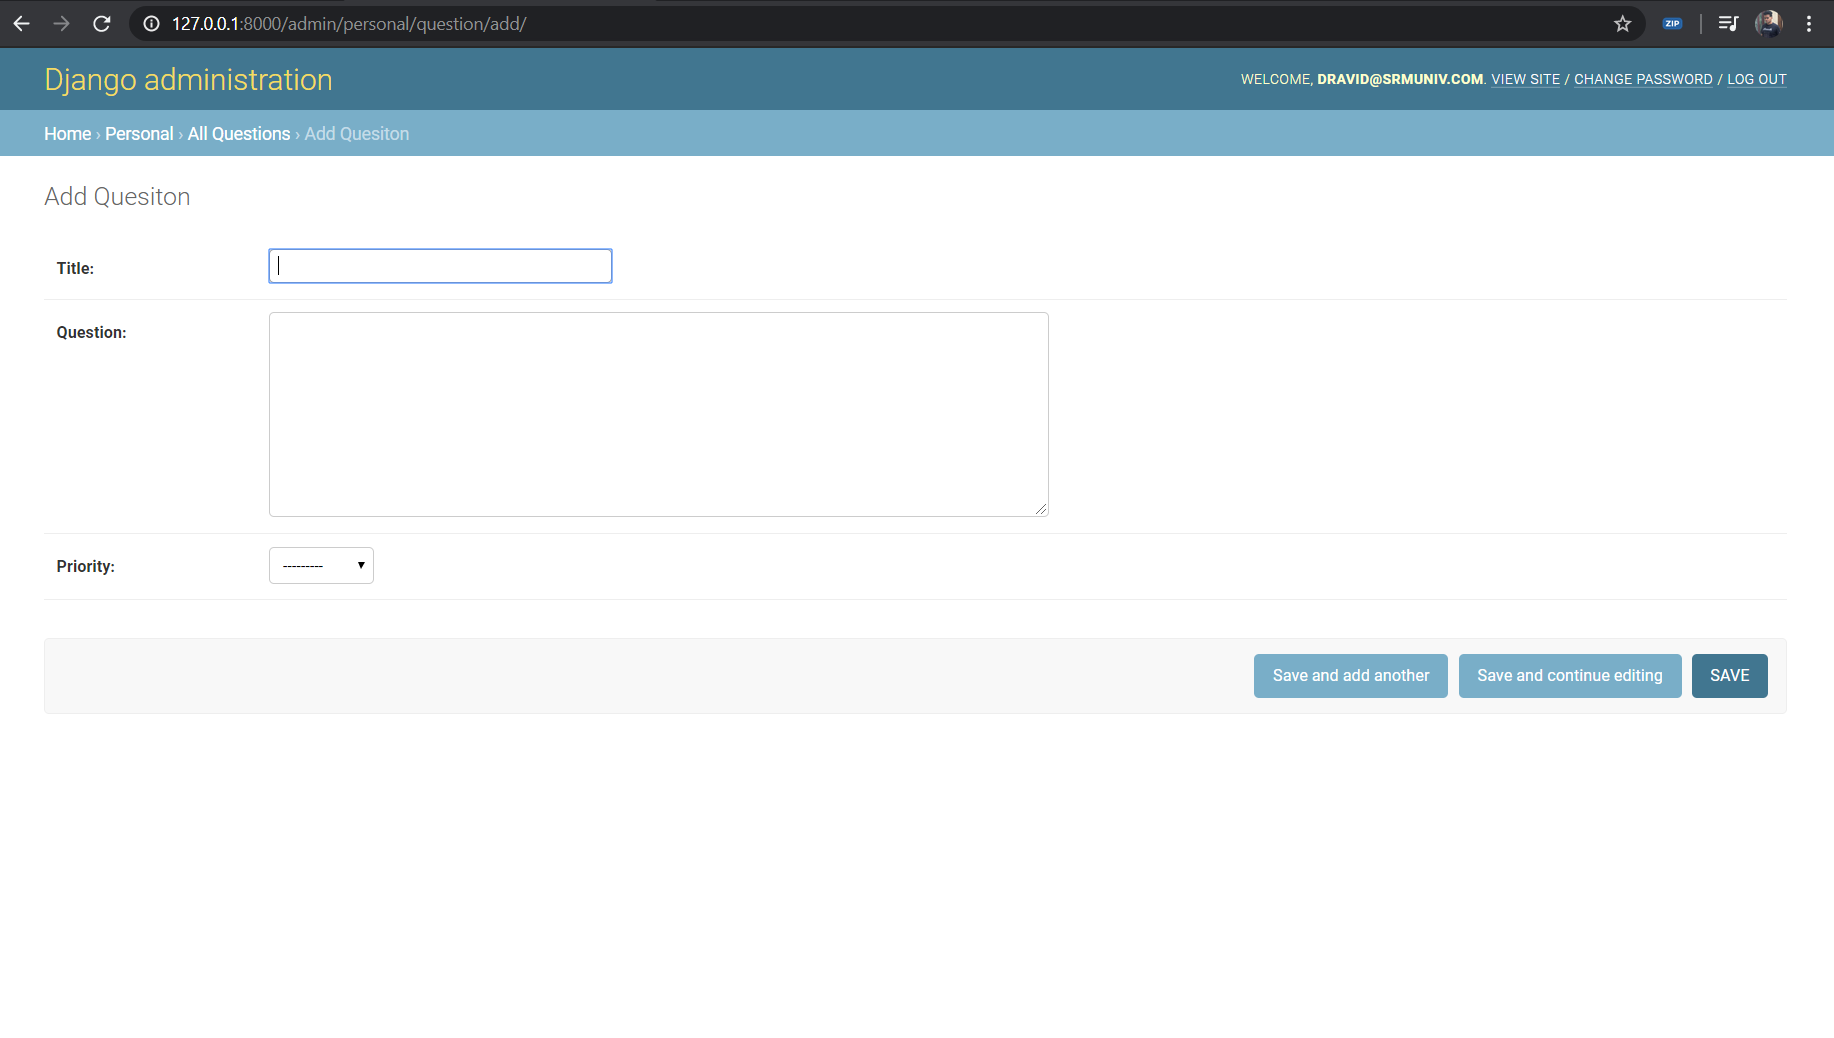 127.0.0.1:8000/admin/personal/question/add/
ZIP
Django administration
WELCOME, DRAVID@SRMUNIV.COM. VIEW SITE / CHANGE PASSWORD / LOG OUT
Home › Personal › All Questions › Add Quesiton
Add Quesiton
Title:
Question:
Priority:
---------
Save and add another
Save and continue editing
SAVE